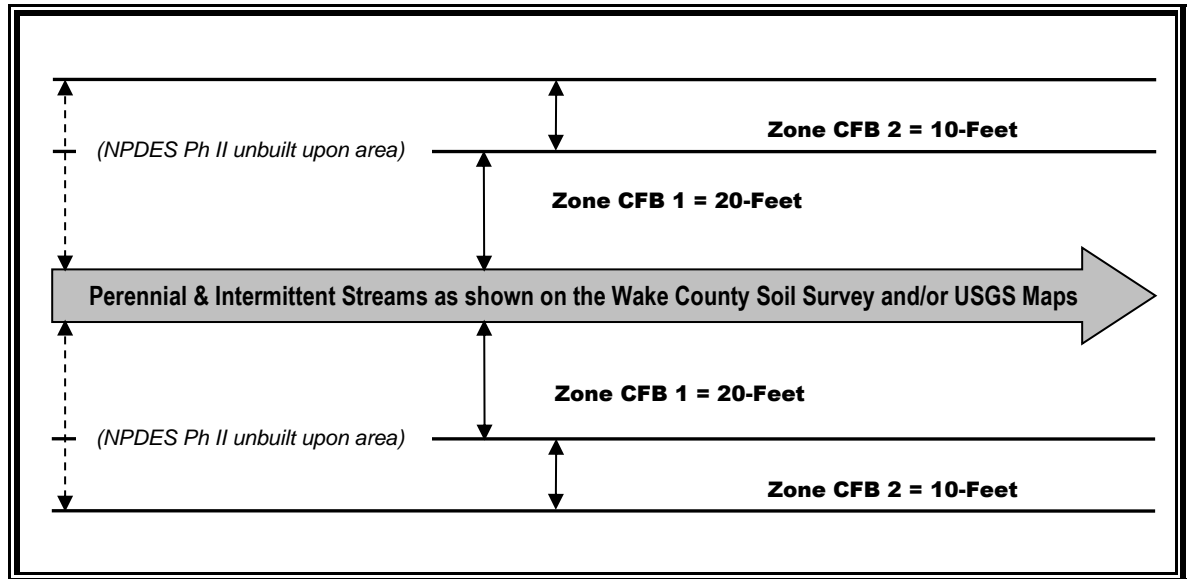 Zone CFB 2 = 10-Feet
(NPDES Ph II unbuilt upon area)
Zone CFB 1 = 20-Feet
Perennial & Intermittent Streams as shown on the Wake County Soil Survey and/or USGS Maps
Zone CFB 1 = 20-Feet
(NPDES Ph II unbuilt upon area)
Zone CFB 2 = 10-Feet